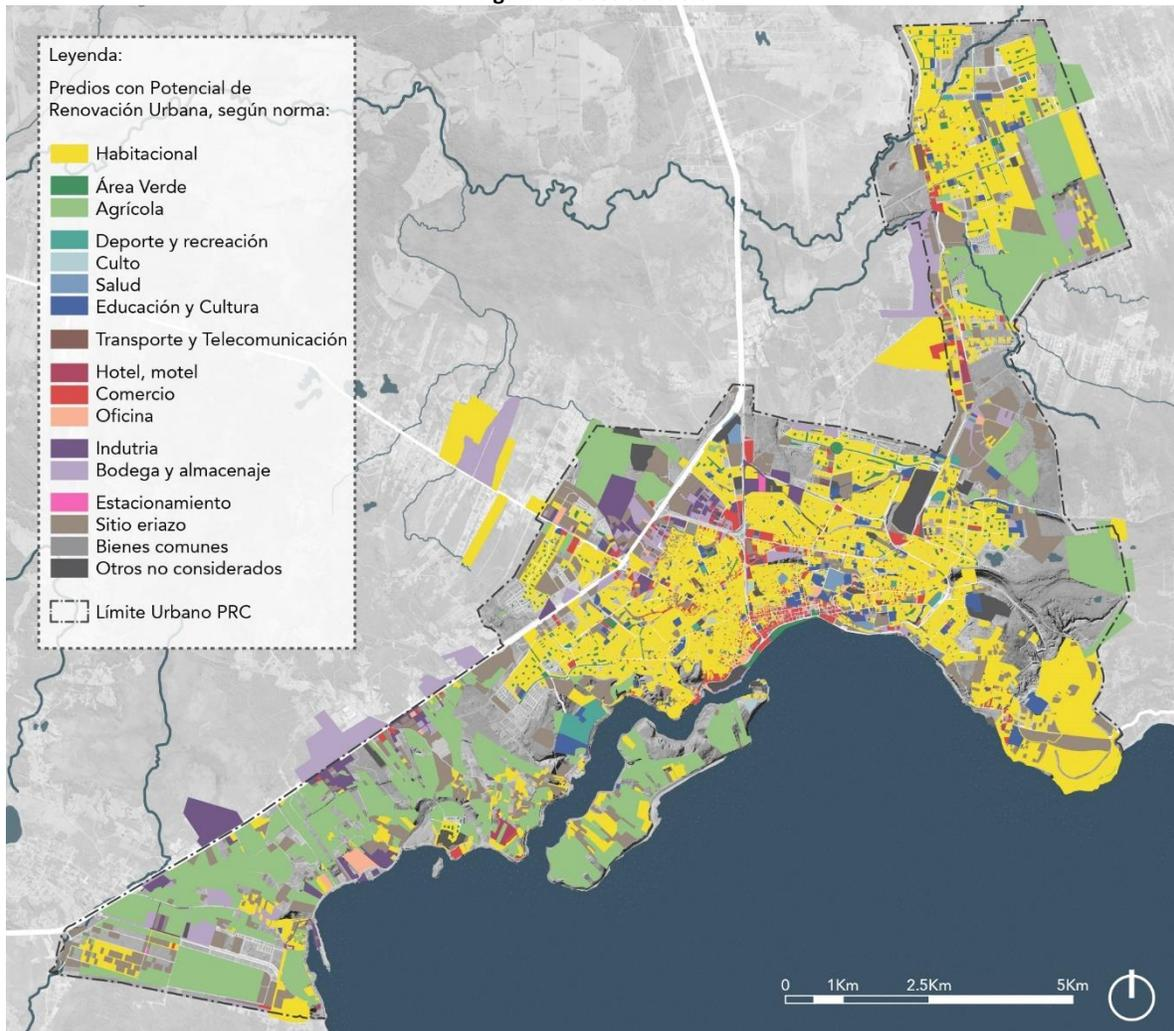 Leyenda:
Predios con Potencial de
Renovación Urbana, según norma:
Habitacional
Área Verde
Agrícola
Deporte y recreación
Culto
Salud
Educación y Cultura
Transporte y Telecomunicación
Hotel, motel
Comercio
Oficina
Indutria
Bodega y almacenaje
Estacionamiento
Sitio eriazo
Bienes comunes
Otros no considerados
Límite Urbano PRC
0 1Km 2.5Km 5Km